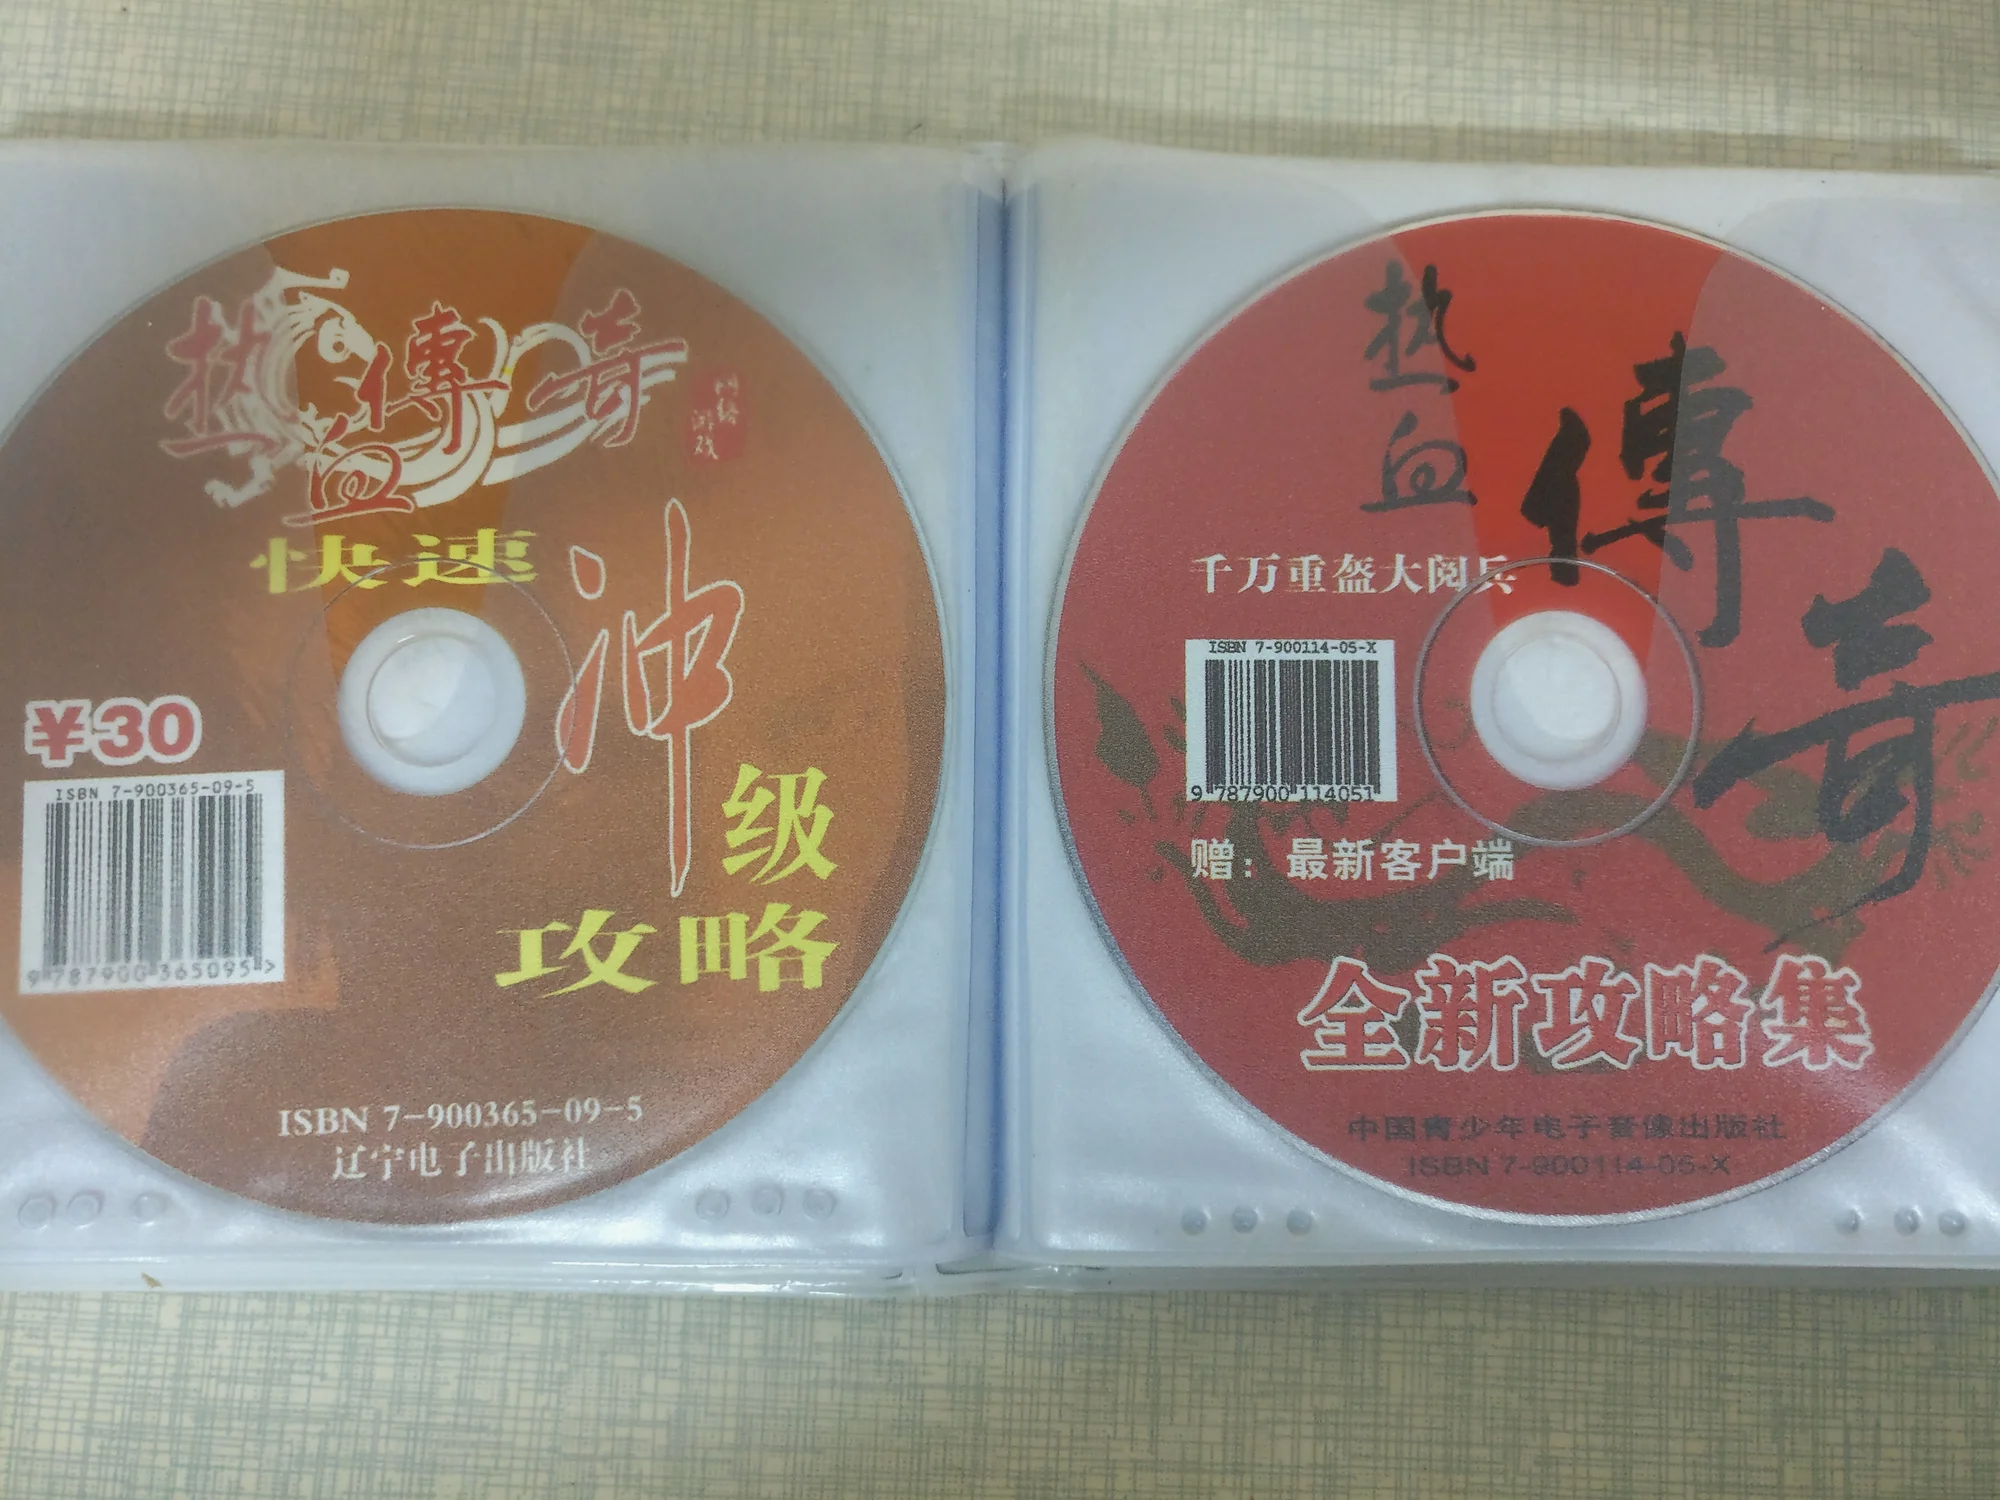 热血傳奇
网络
游戏
快速
冲
级
攻略
¥30
ISBN 7-900365-09-5
9 787900 365095 >
ISBN 7-900365-09-5
辽宁电子出版社
热血
傳奇
千万重盔大阅兵
ISBN 7-900114-05-X
9 787900 114051
赠：最新客户端
全新攻略集
中国青少年电子音像出版社
ISBN 7-900114-05-X